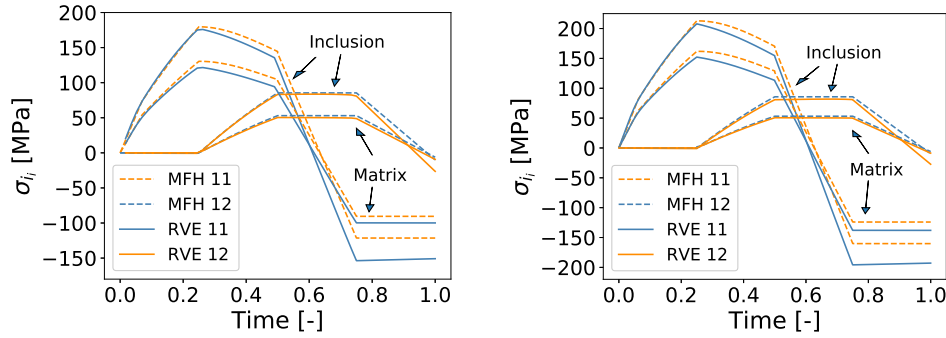 200
150
100
50
0
−50
−100
−150
σij [MPa]
Inclusion
Matrix
MFH 11
MFH 12
RVE 11
RVE 12
0.0 0.2 0.4 0.6 0.8 1.0
Time [-]
200
150
100
50
0
−50
−100
−150
−200
σij [MPa]
Inclusion
Matrix
MFH 11
MFH 12
RVE 11
RVE 12
0.0 0.2 0.4 0.6 0.8 1.0
Time [-]